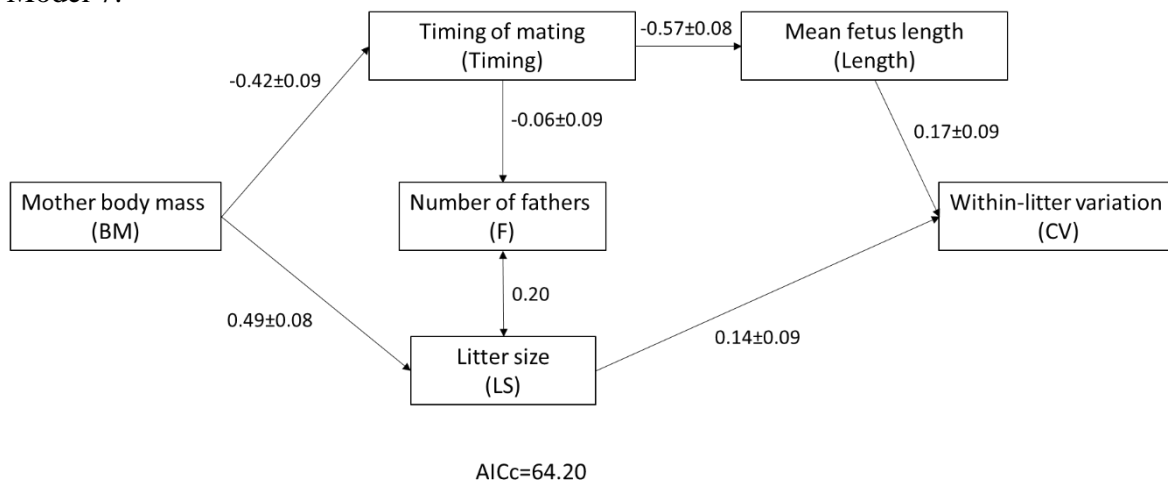 Model 7.
Timing of mating
(Timing)
-0.57±0.08
Mean fetus length
(Length)
-0.42±0.09
-0.06±0.09
0.17±0.09
Mother body mass
(BM)
Number of fathers
(F)
Within-litter variation
(CV)
0.20
0.49±0.08
0.14±0.09
Litter size
(LS)
AICc=64.20